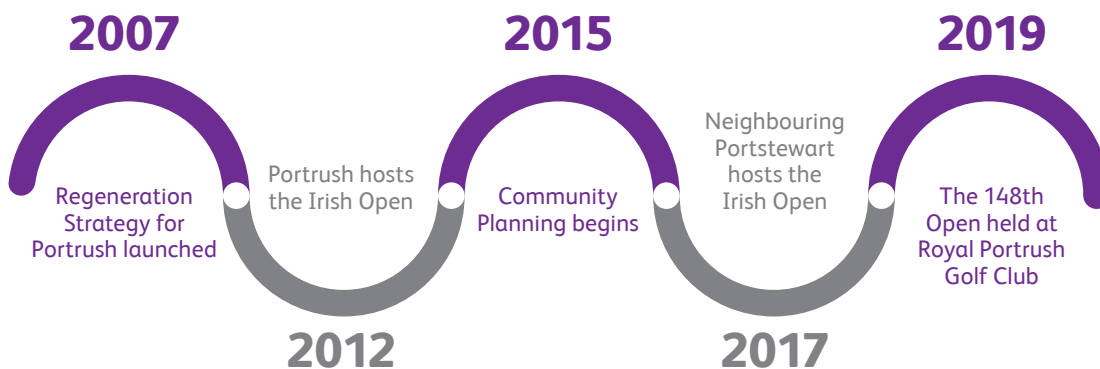 2007
Regeneration
Strategy for
Portrush launched
Portrush hosts
the Irish Open
2012
2015
Community
Planning begins
Neighbouring
Portstewart
hosts the
Irish Open
2017
2019
The 148th
Open held at
Royal Portrush
Golf Club